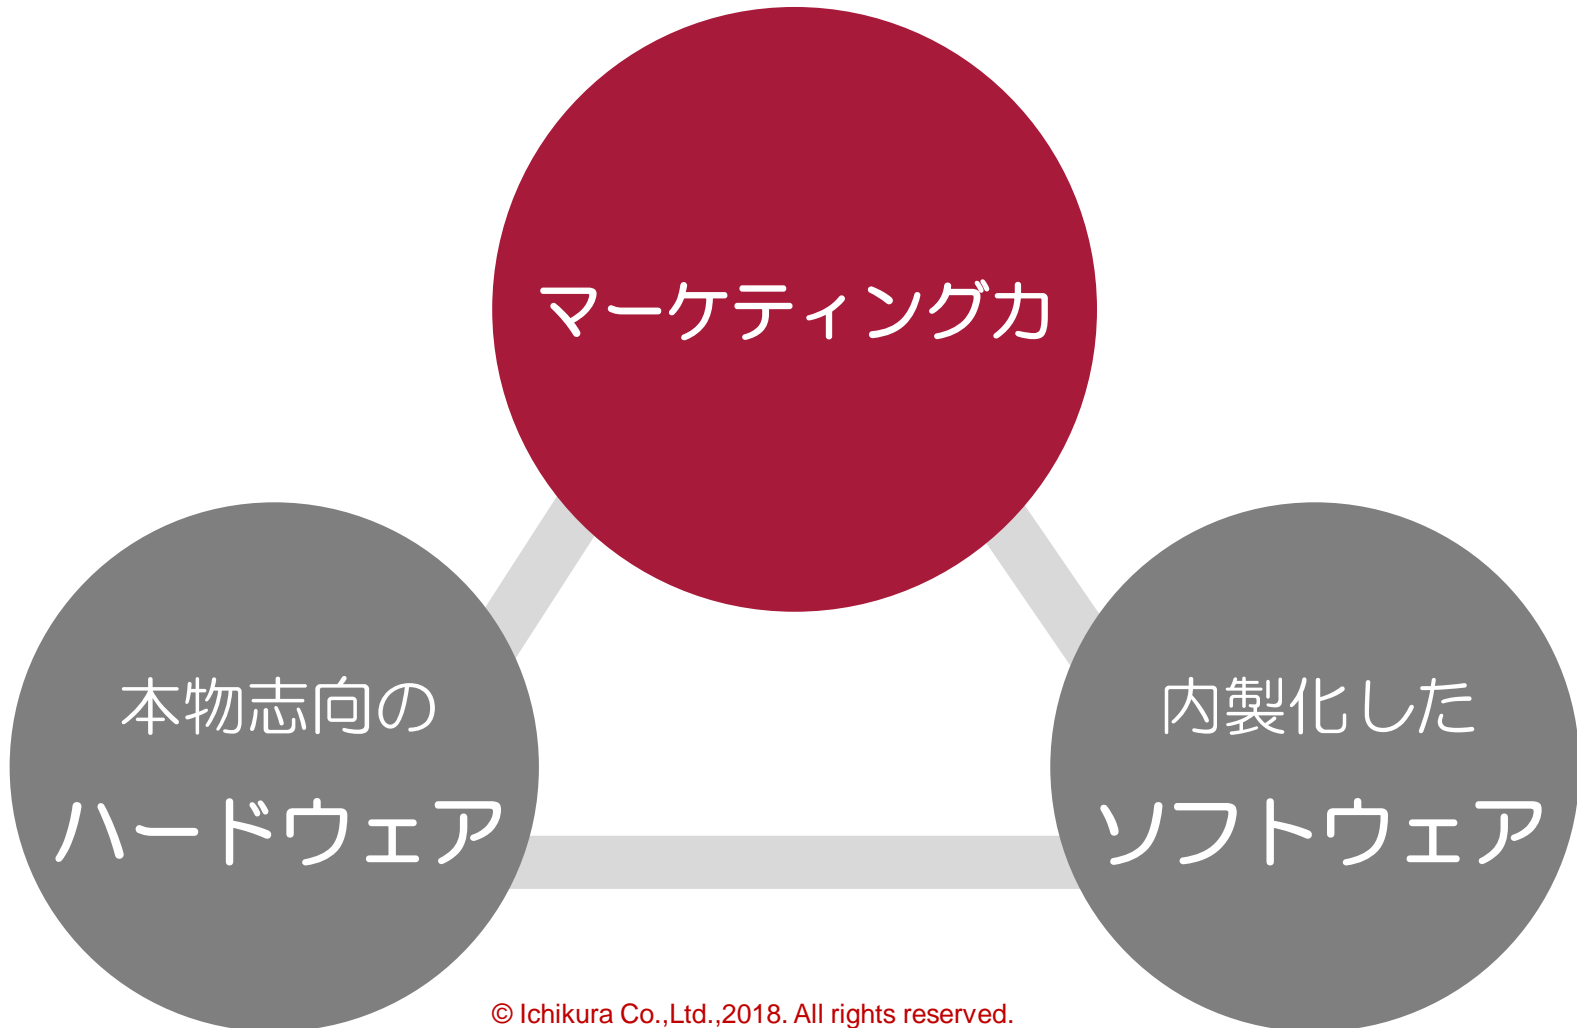 マーケティング力
本物志向の
ハードウェア
内製化した
ソフトウェア
© Ichikura Co.,Ltd.,2018. All rights reserved.